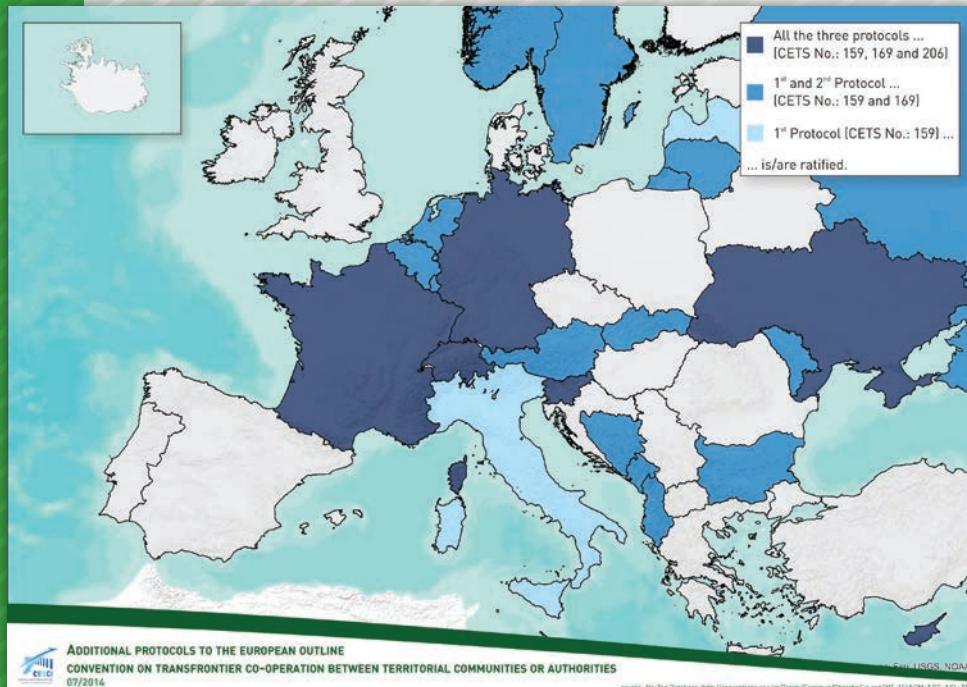 All the three protocols ...
(CETS No.: 159, 169 and 206)
1st and 2nd Protocol ...
(CETS No.: 159 and 169)
1st Protocol (CETS No.: 159) ...
... is/are ratified.
CESCI
ADDITIONAL PROTOCOLS TO THE EUROPEAN OUTLINE
CONVENTION ON TRANSFRONTIER CO-OPERATION BETWEEN TERRITORIAL COMMUNITIES OR AUTHORITIES
07/2014
Esri, USGS, NOAA